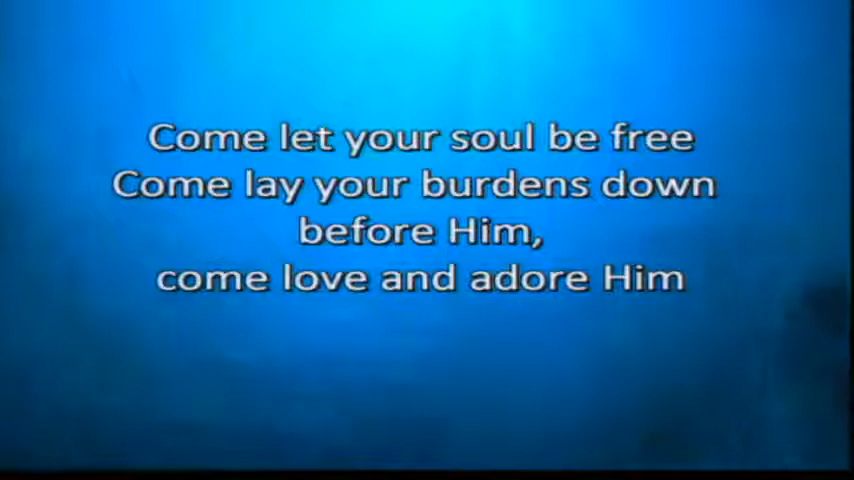 Come let your soul be free
Come lay your burdens down
before Him,
come love and adore Him